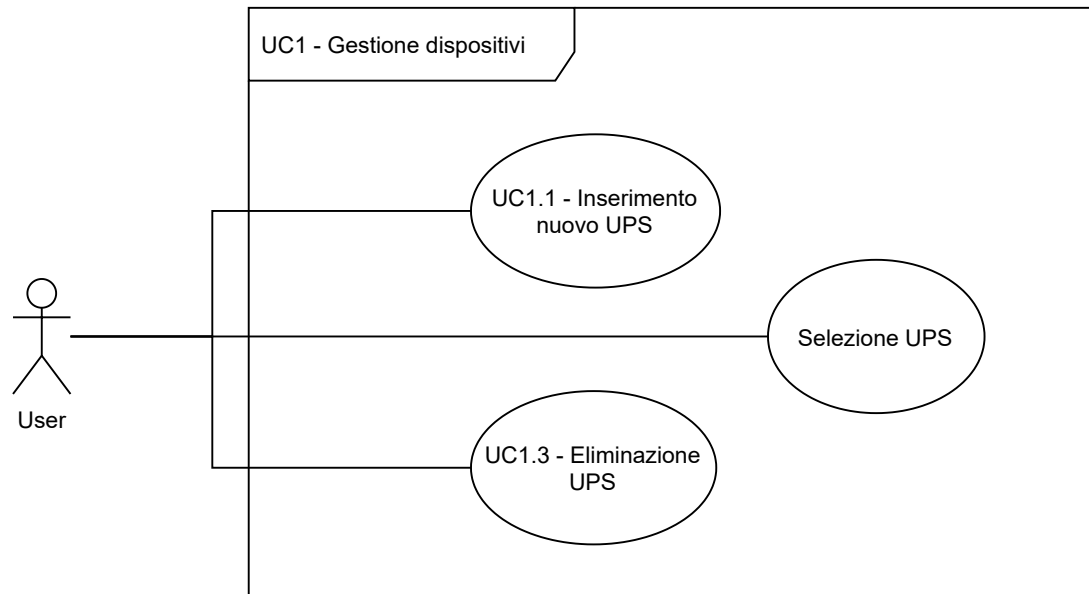 UC1 - Gestione dispositivi
UC1.1 - Inserimento
nuovo UPS
Selezione UPS
User
UC1.3 - Eliminazione
UPS